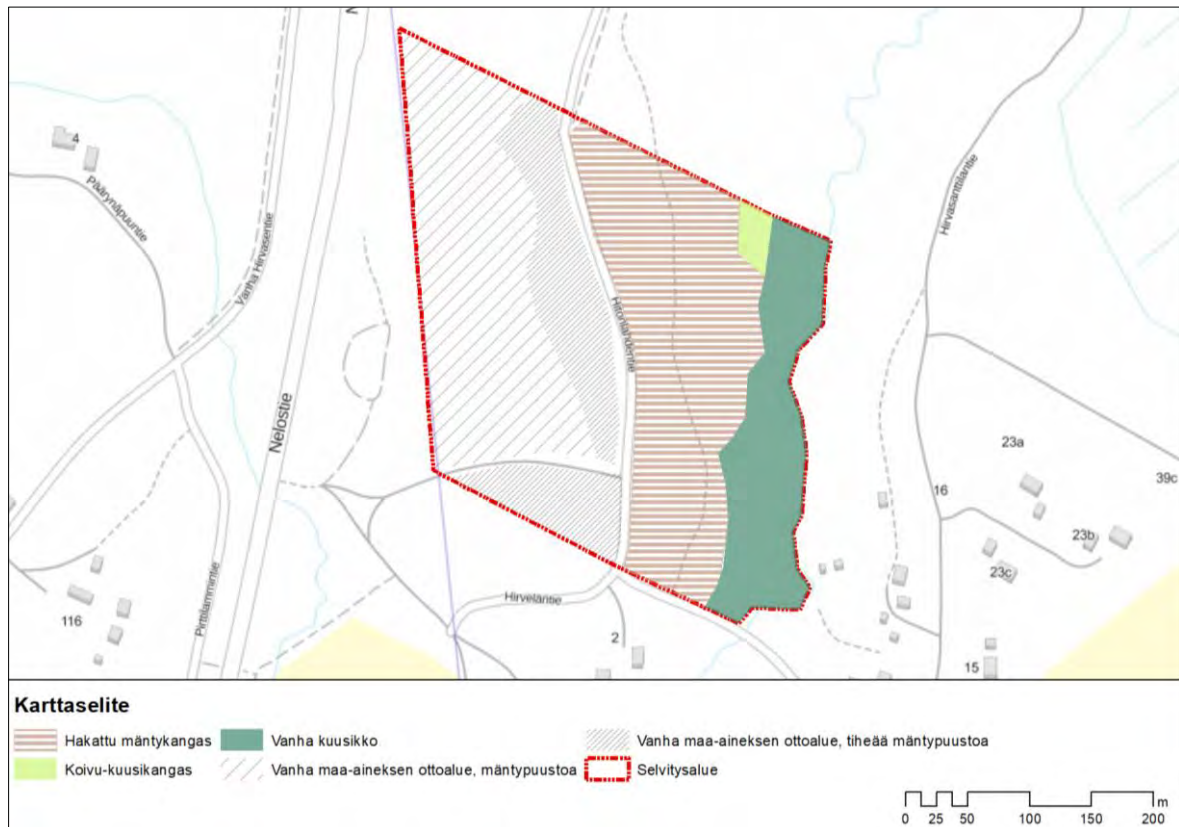 N
4
Päärynäpuuntie
Vanha Hirvasentie
Nelostie
Hitonlahdentie
Hirvasanttilantie
23a
39c
16
23b
23c
116
Pirttilammintie
Hirveläntie
2
15
Karttaselite
Hakattu mäntykangas
Vanha kuusikko
Vanha maa-aineksen ottoalue, tiheää mäntypuustoa
Koivu-kuusikangas
Vanha maa-aineksen ottoalue, mäntypuustoa
Selvitysalue
m
0 25 50 100 150 200